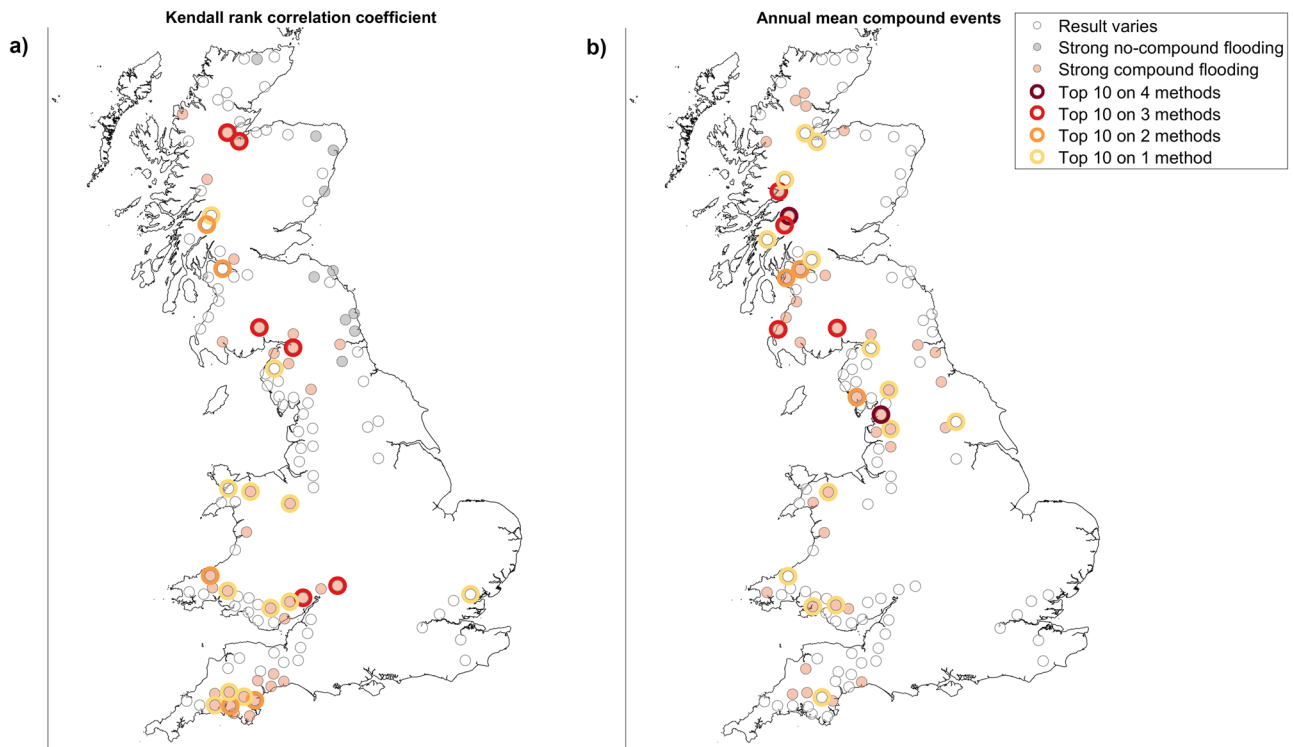 Kendall rank correlation coefficient
a)
Annual mean compound events
b)
Result varies
Strong no-compound flooding
Strong compound flooding
Top 10 on 4 methods
Top 10 on 3 methods
Top 10 on 2 methods
Top 10 on 1 method